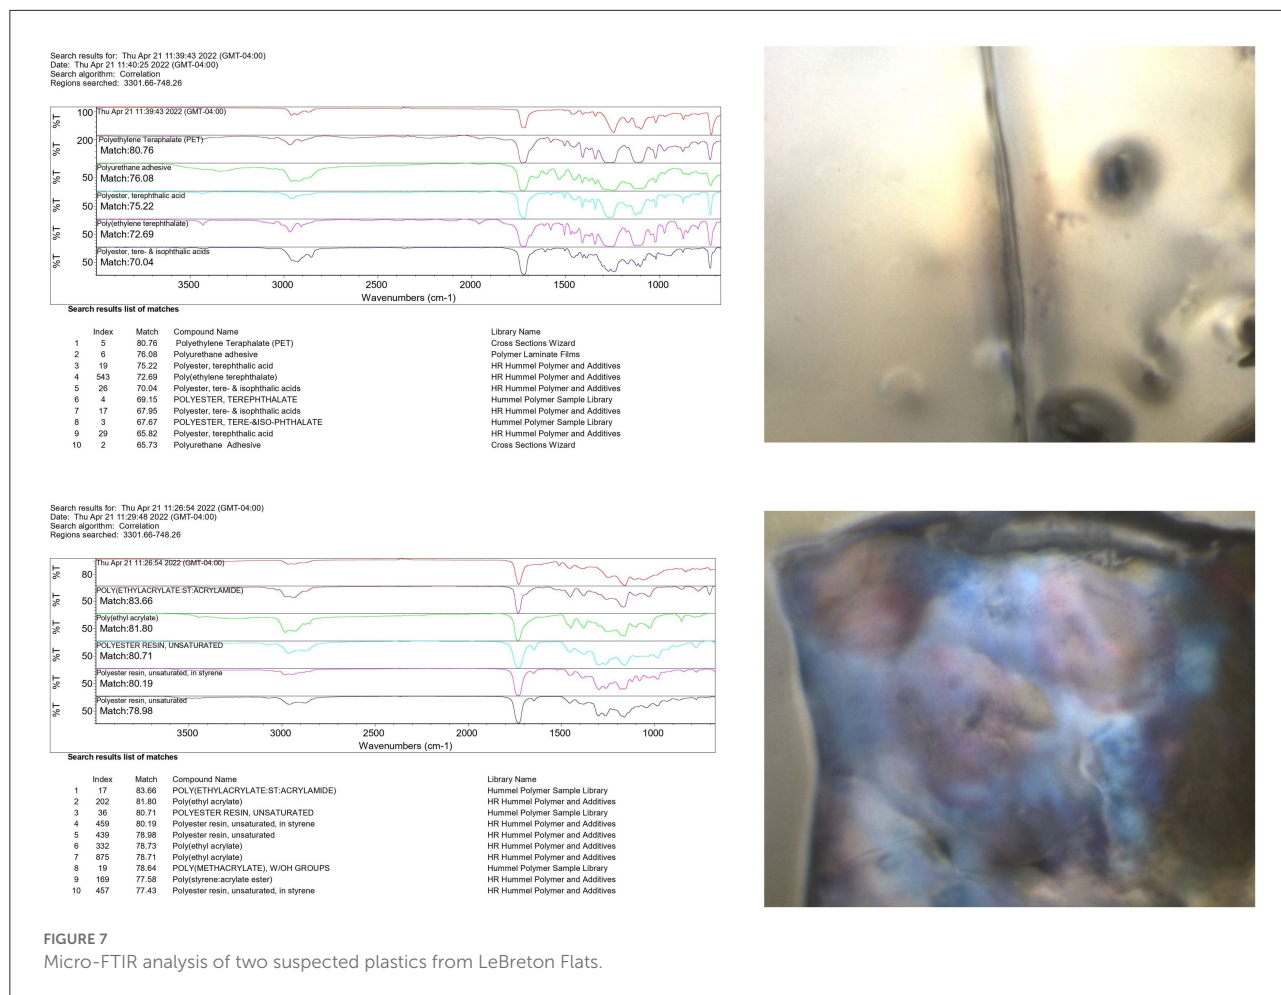 Search results for: Thu Apr 21 11:39:43 2022 (GMT-04:00)
Date: Thu Apr 21 11:40:25 2022 (GMT-04:00)
Search algorithm: Correlation
Regions searched: 3301.66-748.26
%T 100 Thu Apr 21 11:39:43 2022 (GMT-04:00)
%T 200 Polyethylene Teraphalate (PET)
Match:80.76
%T 50 Polyurethane adhesive
Match:76.08
%T 50 Polyester, terephthalic acid
Match:75.22
%T 50 Poly(ethylene terephthalate)
Match:72.69
%T 50 Polyester, tere- & isophthalic acids
Match:70.04
3500 3000 2500 2000 1500 1000
Wavenumbers (cm-1)
Search results list of matches
Index Match Compound Name Library Name
1 5 80.76 Polyethylene Teraphalate (PET) Cross Sections Wizard
2 6 76.08 Polyurethane adhesive Polymer Laminate Films
3 19 75.22 Polyester, terephthalic acid HR Hummel Polymer and Additives
4 543 72.69 Poly(ethylene terephthalate) HR Hummel Polymer and Additives
5 26 70.04 Polyester, tere- & isophthalic acids HR Hummel Polymer and Additives
6 4 69.15 POLYESTER, TEREPHTHALATE Hummel Polymer Sample Library
7 17 67.95 Polyester, tere- & isophthalic acids HR Hummel Polymer and Additives
8 3 67.67 POLYESTER, TERE-&ISO-PHTHALATE Hummel Polymer Sample Library
9 29 65.82 Polyester, terephthalic acid HR Hummel Polymer and Additives
10 2 65.73 Polyurethane Adhesive Cross Sections Wizard
Search results for: Thu Apr 21 11:26:54 2022 (GMT-04:00)
Date: Thu Apr 21 11:29:48 2022 (GMT-04:00)
Search algorithm: Correlation
Regions searched: 3301.66-748.26
%T 80 Thu Apr 21 11:26:54 2022 (GMT-04:00)
%T 50 POLY(ETHYLACRYLATE:ST:ACRYLAMIDE)
Match:83.66
%T 50 Poly(ethyl acrylate)
Match:81.80
%T 50 POLYESTER RESIN, UNSATURATED
Match:80.71
%T 50 Polyester resin, unsaturated, in styrene
Match:80.19
%T 50 Polyester resin, unsaturated
Match:78.98
3500 3000 2500 2000 1500 1000
Wavenumbers (cm-1)
Search results list of matches
Index Match Compound Name Library Name
1 17 83.66 POLY(ETHYLACRYLATE:ST:ACRYLAMIDE) Hummel Polymer Sample Library
2 202 81.80 Poly(ethyl acrylate) HR Hummel Polymer and Additives
3 36 80.71 POLYESTER RESIN, UNSATURATED Hummel Polymer Sample Library
4 459 80.19 Polyester resin, unsaturated, in styrene HR Hummel Polymer and Additives
5 439 78.98 Polyester resin, unsaturated HR Hummel Polymer and Additives
6 332 78.73 Poly(ethyl acrylate) HR Hummel Polymer and Additives
7 875 78.71 Poly(ethyl acrylate) HR Hummel Polymer and Additives
8 19 78.64 POLY(METHACRYLATE), W/OH GROUPS Hummel Polymer Sample Library
9 169 77.58 Poly(styrene:acrylate ester) HR Hummel Polymer and Additives
10 457 77.43 Polyester resin, unsaturated, in styrene HR Hummel Polymer and Additives
FIGURE 7
Micro-FTIR analysis of two suspected plastics from LeBreton Flats.